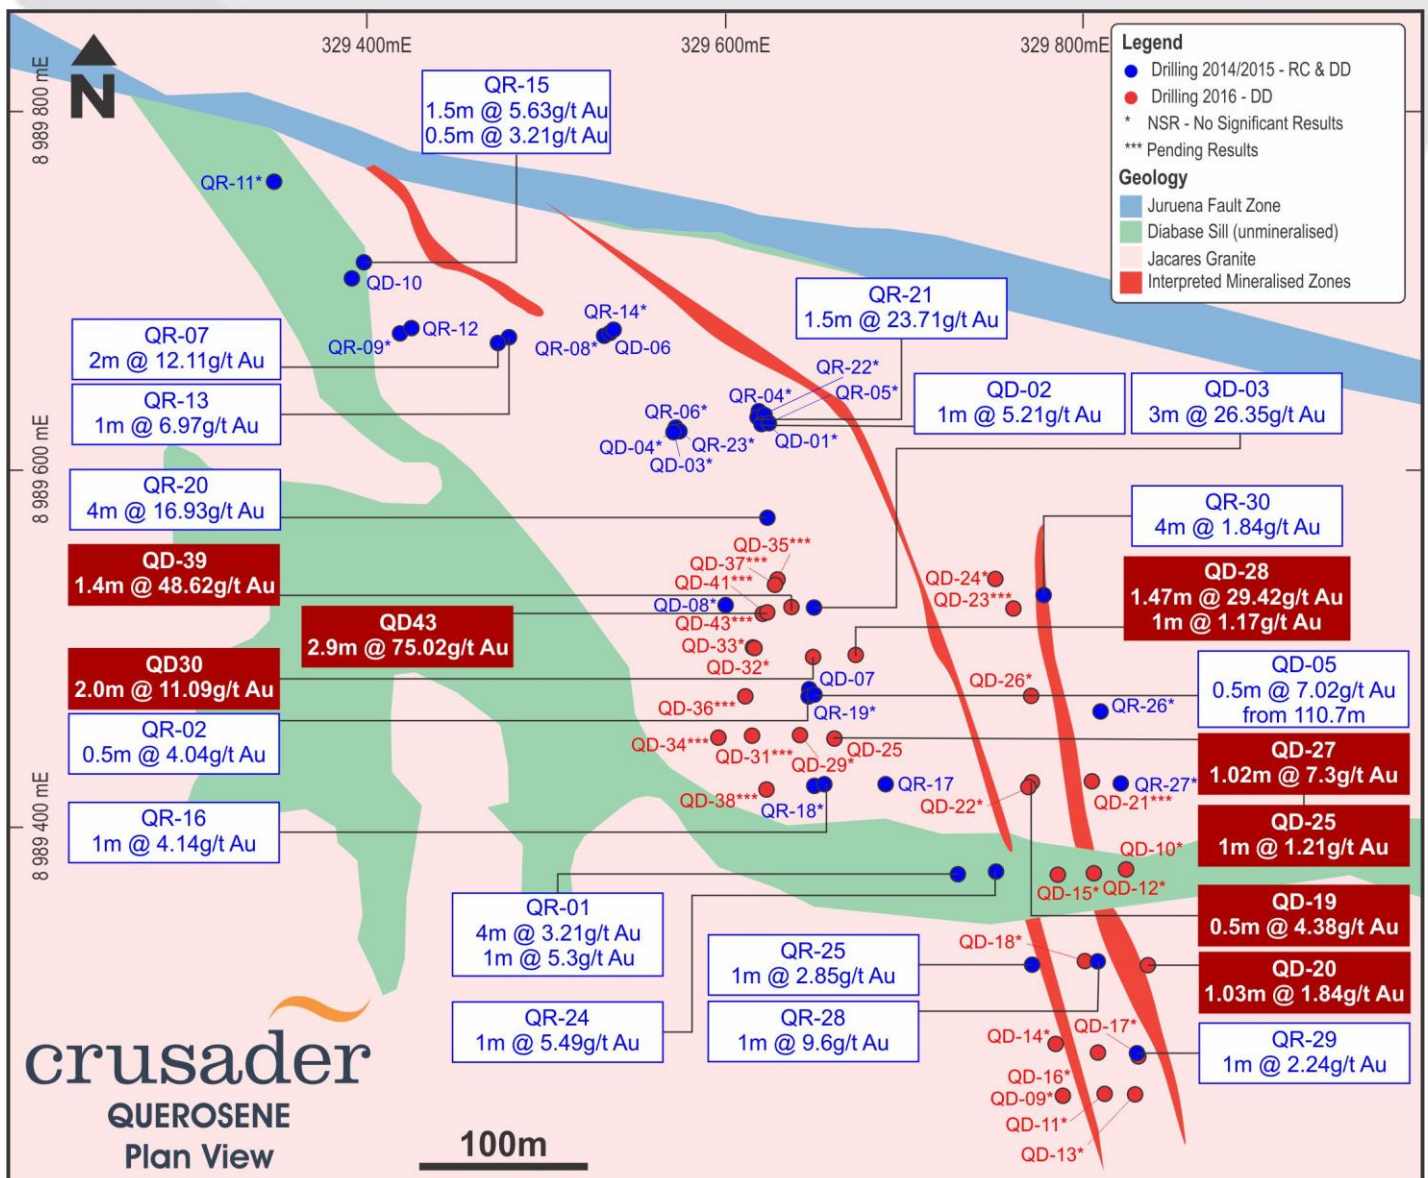 329 400mE
329 600mE
329 800mE
8 989 800 mE
8 989 600 mE
8 989 400 mE
N
Legend
Drilling 2014/2015 - RC & DD
Drilling 2016 - DD
* NSR - No Significant Results
*** Pending Results
Geology
Juruena Fault Zone
Diabase Sill (unmineralised)
Jacares Granite
Interpreted Mineralised Zones
QR-15
1.5m @ 5.63g/t Au
0.5m @ 3.21g/t Au
QR-11*
QD-10
QR-12
QR-09*
QR-14*
QR-08*
QD-06
QR-21
1.5m @ 23.71g/t Au
QR-07
2m @ 12.11g/t Au
QR-13
1m @ 6.97g/t Au
QR-22*
QR-04*
QR-05*
QD-01*
QR-06*
QD-04*
QR-23*
QD-03*
QD-02
1m @ 5.21g/t Au
QD-03
3m @ 26.35g/t Au
QR-20
4m @ 16.93g/t Au
QR-30
4m @ 1.84g/t Au
QD-39
1.4m @ 48.62g/t Au
QD-35***
QD-37***
QD-41***
QD-08*
QD-43***
QD-24*
QD-23***
QD-28
1.47m @ 29.42g/t Au
1m @ 1.17g/t Au
QD43
2.9m @ 75.02g/t Au
QD-33*
QD-32*
QD30
2.0m @ 11.09g/t Au
QD-07
QR-19*
QD-36***
QD-26*
QR-26*
QD-05
0.5m @ 7.02g/t Au
from 110.7m
QR-02
0.5m @ 4.04g/t Au
QD-34***
QD-31***
QD-29*
QD-25
QD-27
1.02m @ 7.3g/t Au
QD-38***
QR-18*
QR-17
QD-22*
QD-21***
QR-27*
QR-16
1m @ 4.14g/t Au
QD-25
1m @ 1.21g/t Au
QD-10*
QD-15*
QD-12*
QR-01
4m @ 3.21g/t Au
1m @ 5.3g/t Au
QD-19
0.5m @ 4.38g/t Au
QD-18*
QR-25
1m @ 2.85g/t Au
QD-20
1.03m @ 1.84g/t Au
QR-24
1m @ 5.49g/t Au
QR-28
1m @ 9.6g/t Au
QD-14*
QD-17*
QR-29
1m @ 2.24g/t Au
QD-16*
QD-09*
QD-11*
QD-13*
crusader
QUEROSENE
Plan View
100m